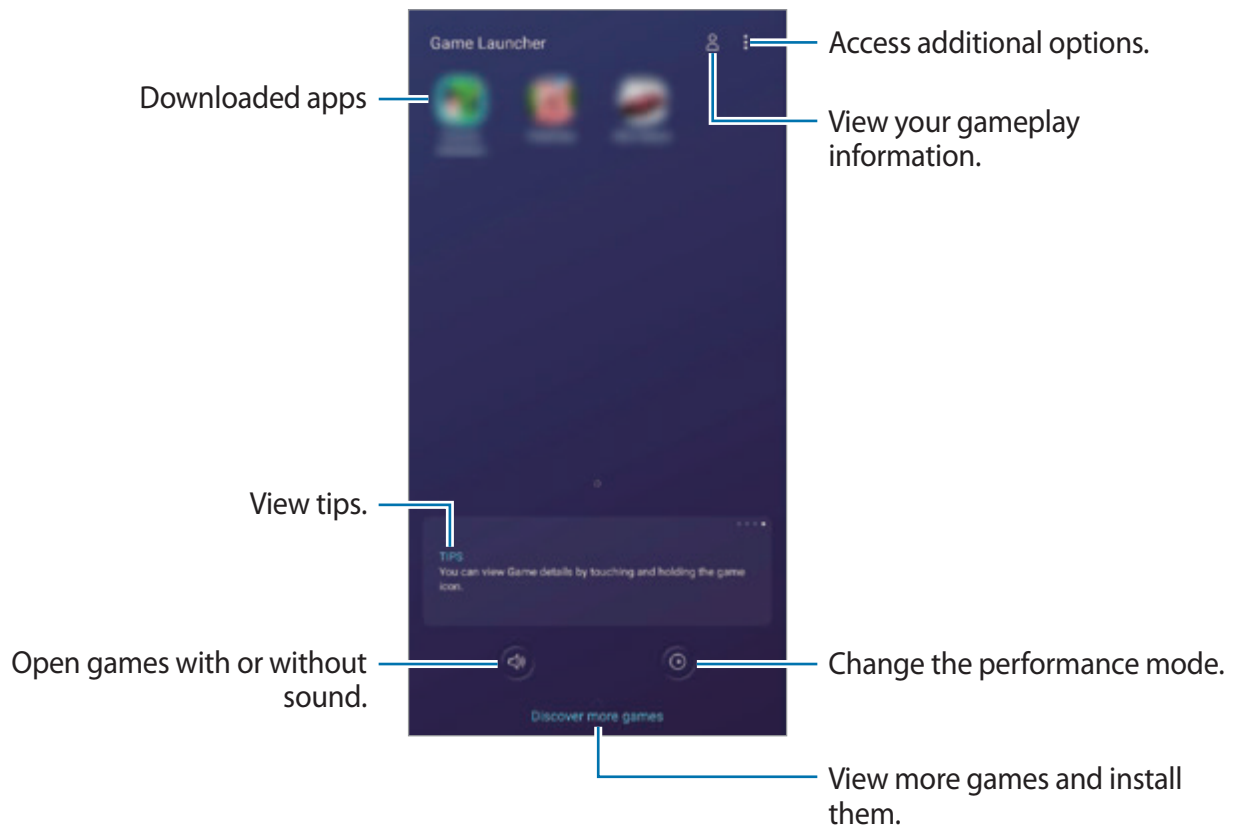 Game Launcher
Access additional options.
Downloaded apps
View your gameplay
information.
View tips.
TIPS
You can view Game details by touching and holding the game
icon.
Open games with or without
sound.
Change the performance mode.
Discover more games
View more games and install
them.